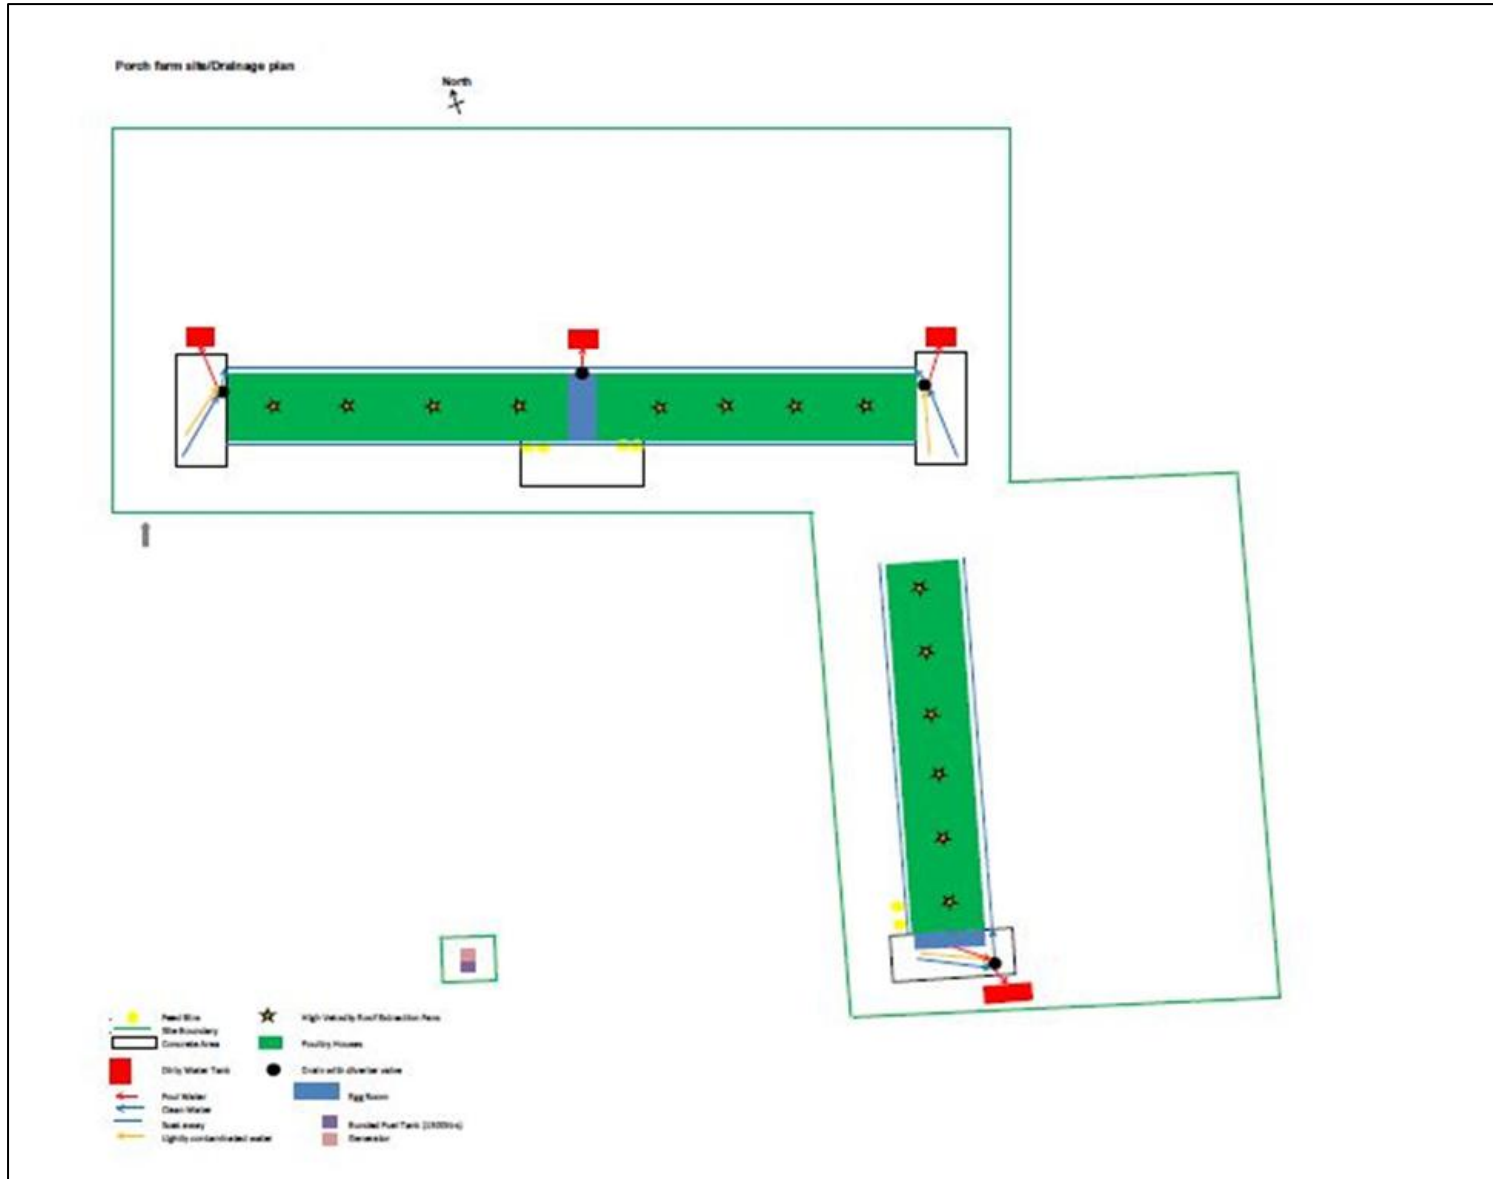 Porch farm site/Drainage plan
North
Feed Bins
Site Boundary
Concrete Area
Dirty Water Tank
Foul Water
Clean Water
Soak away
Lightly contaminated water
High Velocity Roof Extraction Fans
Poultry Houses
Drain with diverter valve
Egg Room
Bunded Fuel Tank
Generator